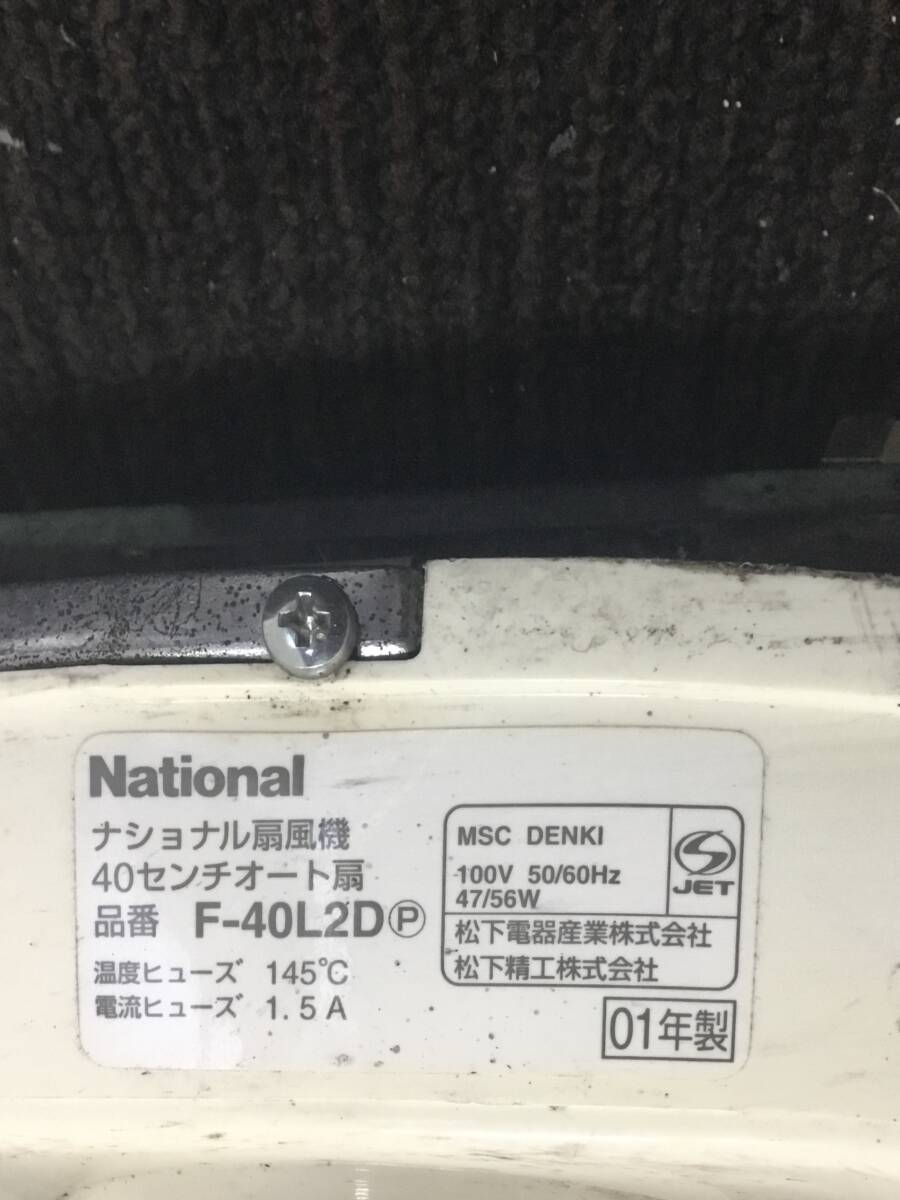 National
ナショナル扇風機
40センチオート扇
品番 F-40L2DⓅ
温度ヒューズ 145℃
電流ヒューズ 1.5A
MSC DENKI
100V 50/60Hz
47/56W
JET
松下電器産業株式会社
松下精工株式会社
01年製